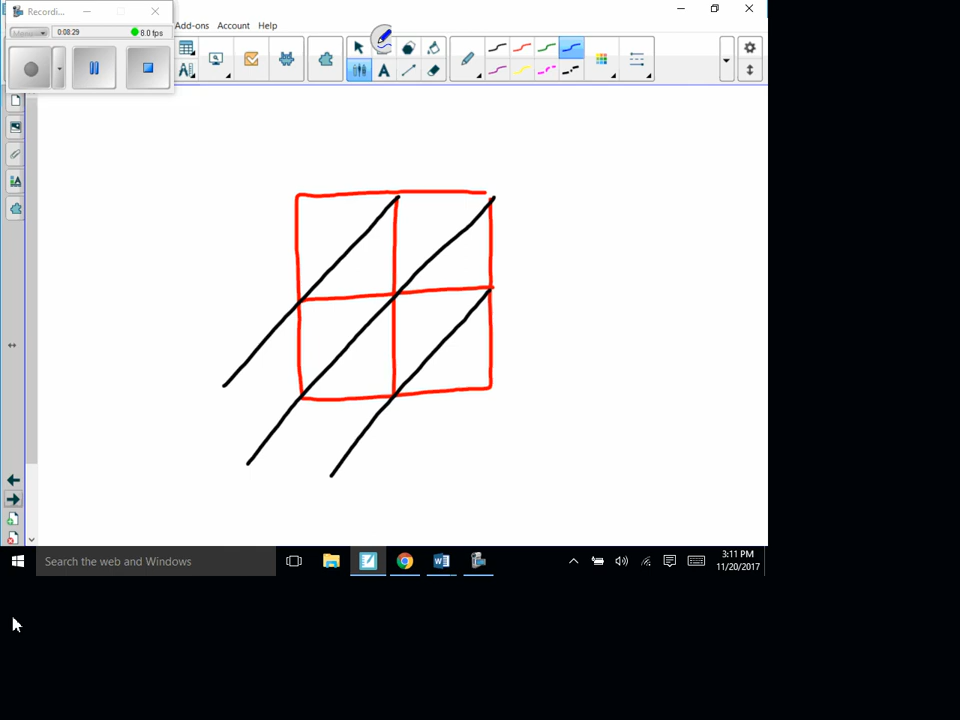 Recordi...
Add-ons Account Help
Menu
0:08:29
8.0 fps
A
A
Search the web and Windows
3:11 PM
11/20/2017